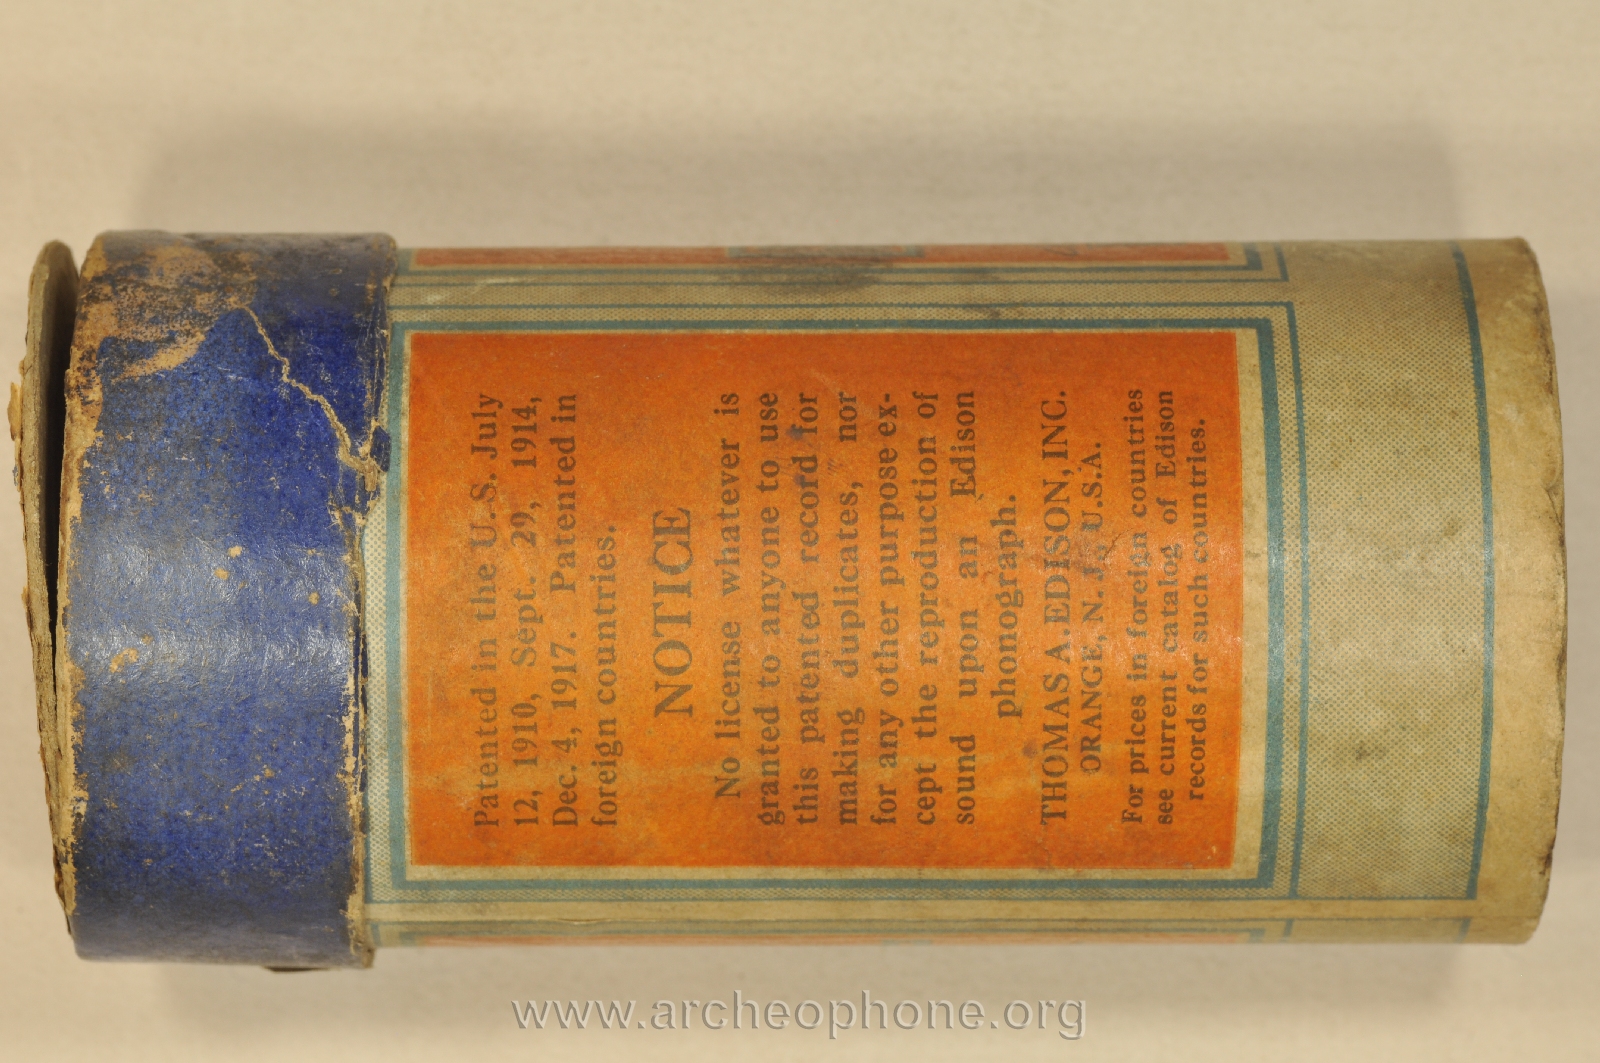 Patented in the U. S. July
12, 1910, Sept. 29, 1914,
Dec. 4, 1917. Patented in
foreign countries.
NOTICE
No license whatever is
granted to anyone to use
this patented record for
making duplicates, nor
for any other purpose ex-
cept the reproduction of
sound upon an Edison
phonograph.
THOMAS A. EDISON, INC.
ORANGE, N. J., U.S.A.
For prices in foreign countries
see current catalog of Edison
records for such countries.
www.archeophone.org